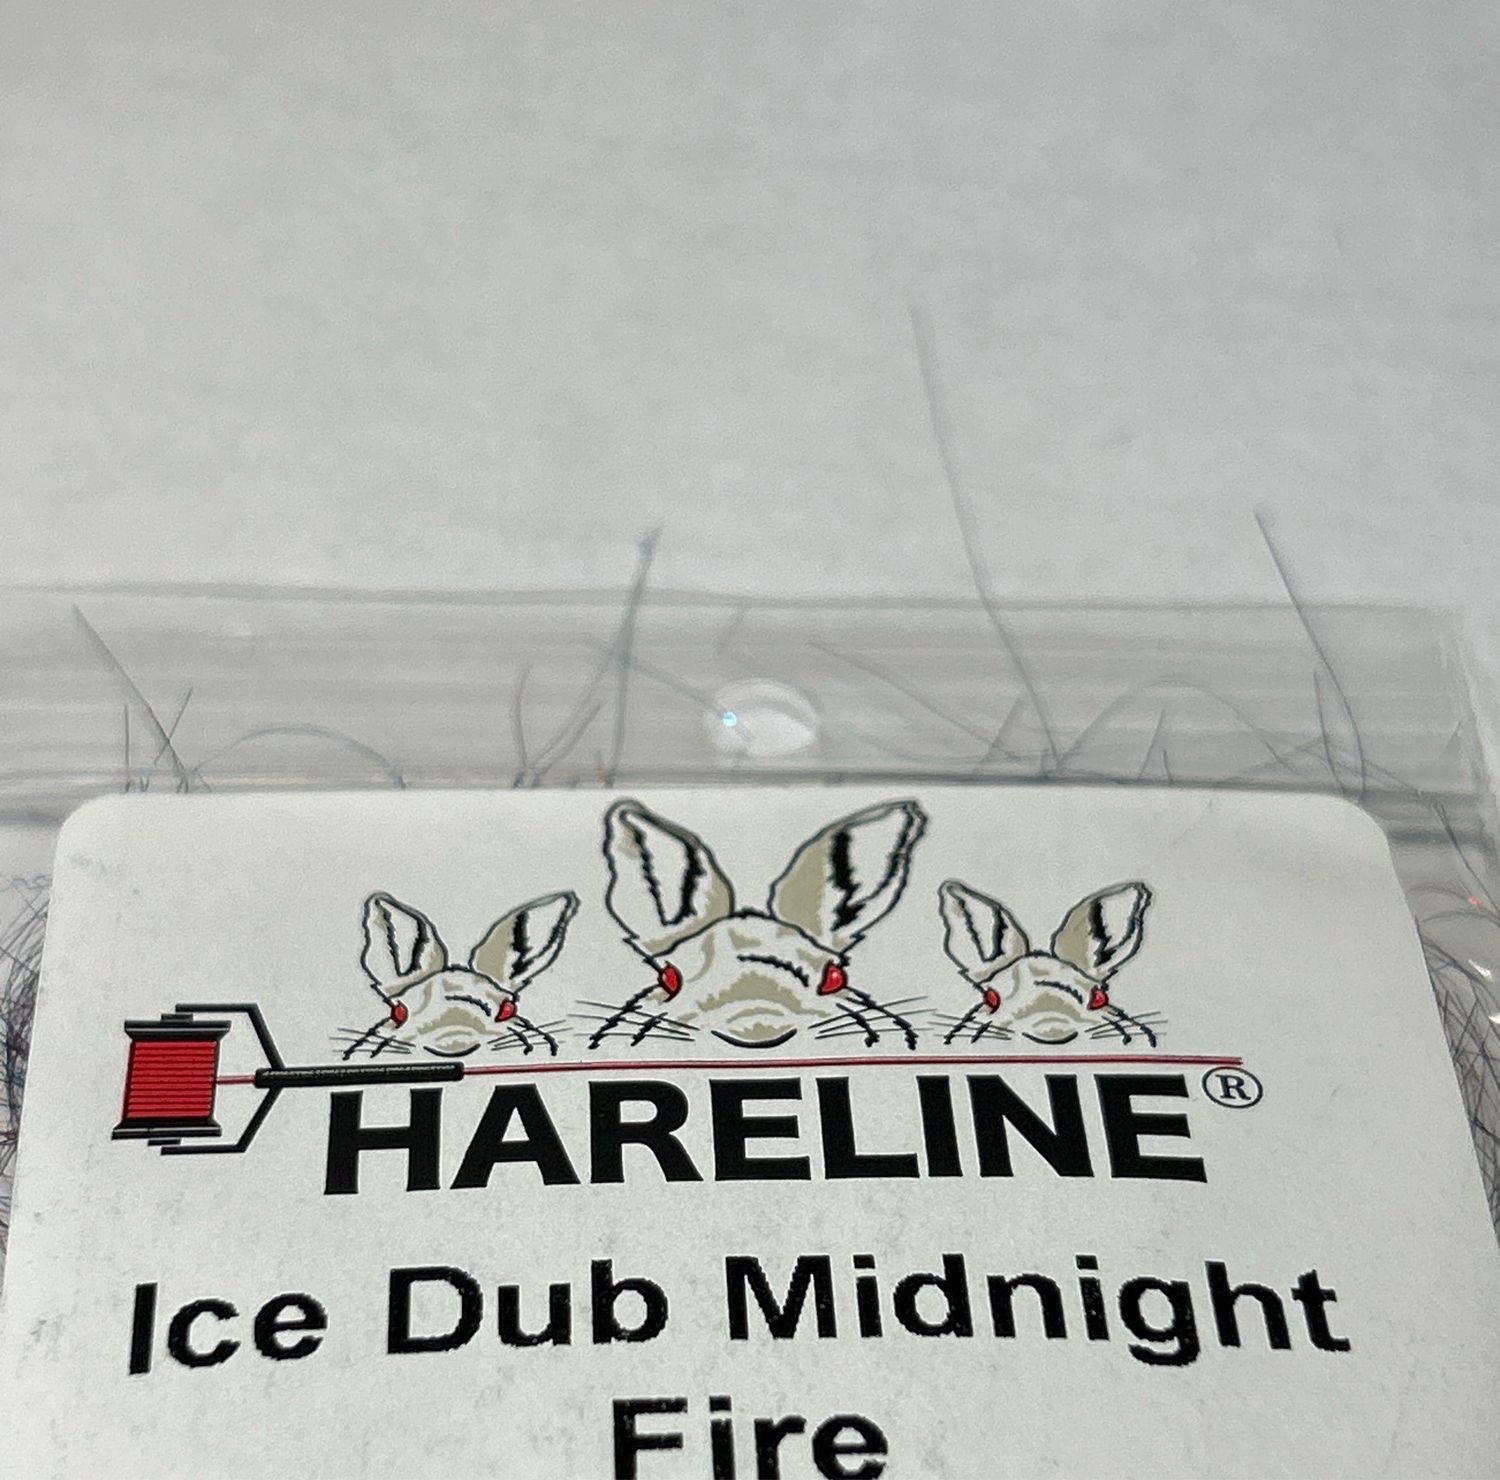 HARELINE®
Ice Dub Midnight
Fire